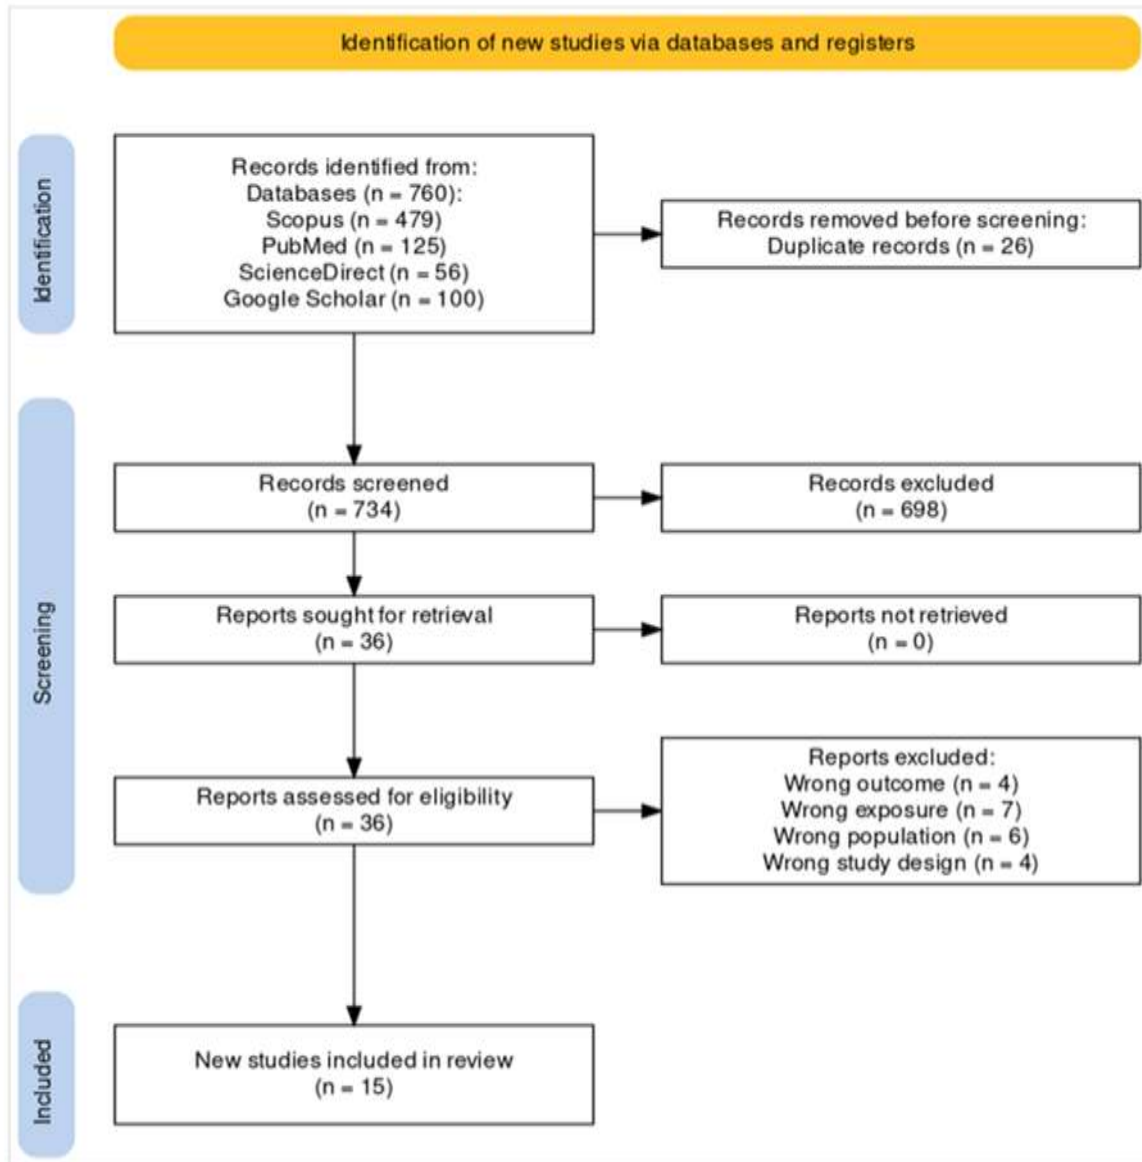 Identification of new studies via databases and registers
Identification
Records identified from:
Databases (n = 760):
Scopus (n = 479)
PubMed (n = 125)
ScienceDirect (n = 56)
Google Scholar (n = 100)
Records removed before screening:
Duplicate records (n = 26)
Screening
Records screened
(n = 734)
Records excluded
(n = 698)
Reports sought for retrieval
(n = 36)
Reports not retrieved
(n = 0)
Reports assessed for eligibility
(n = 36)
Reports excluded:
Wrong outcome (n = 4)
Wrong exposure (n = 7)
Wrong population (n = 6)
Wrong study design (n = 4)
Included
New studies included in review
(n = 15)